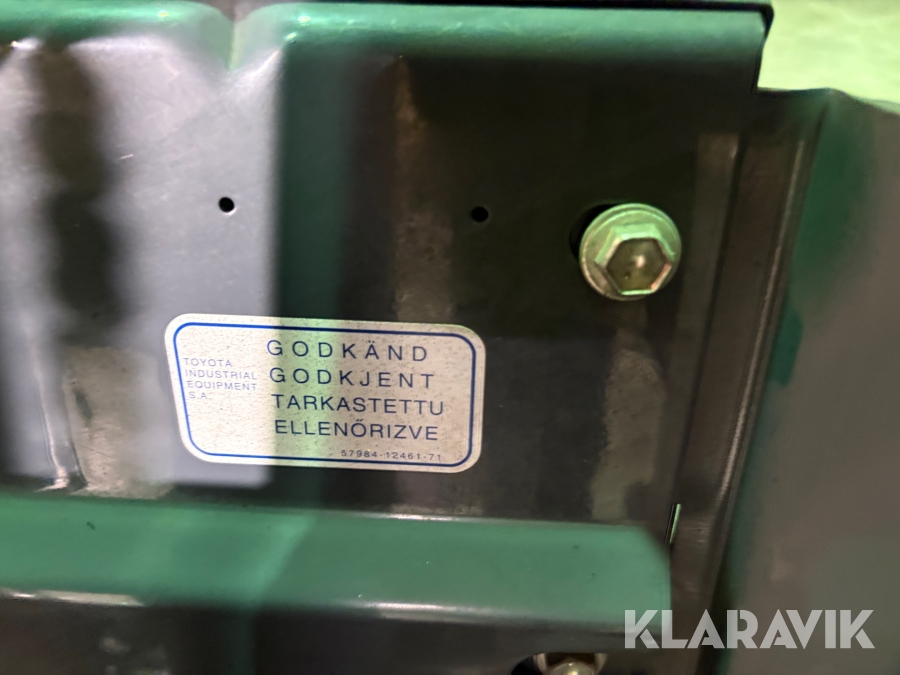 TOYOTA
INDUSTRIAL
EQUIPMENT
S.A.
GODKÄND
GODKJENT
TARKASTETTU
ELLENŐRIZVE
57984-12461-71
KLARAVIK